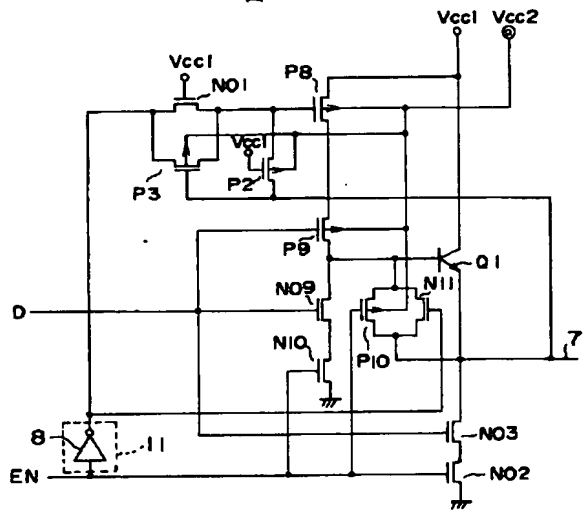 Vcc1 Vcc2
P8
Vcc1
N01
Vcc1
P3
P2
P9
Q1
N11
D
N09
P10
7
N10
8
11
N03
EN
N02